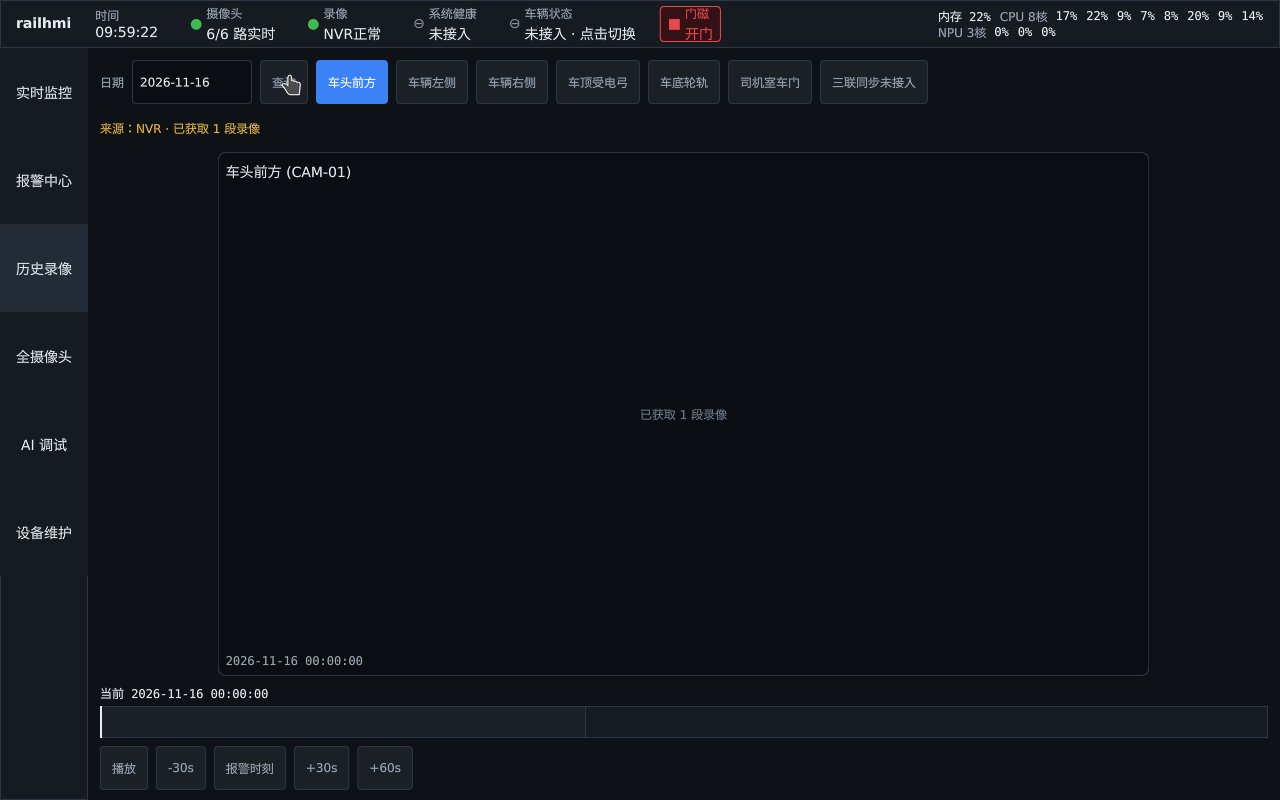 railhmi
时间
09:59:22
摄像头
6/6 路实时
录像
NVR正常
系统健康
未接入
车辆状态
未接入 · 点击切换
门磁
开门
内存 22% CPU 8核 17% 22% 9% 7% 8% 20% 9% 14%
NPU 3核 0% 0% 0%
实时监控
报警中心
历史录像
全摄像头
AI 调试
设备维护
日期 2026-11-16 车头前方 车辆左侧 车辆右侧 车顶受电弓 车底轮轨 司机室车门 三联同步未接入
来源：NVR · 已获取 1 段录像
车头前方 (CAM-01)
已获取 1 段录像
2026-11-16 00:00:00
当前 2026-11-16 00:00:00
播放 -30s 报警时刻 +30s +60s